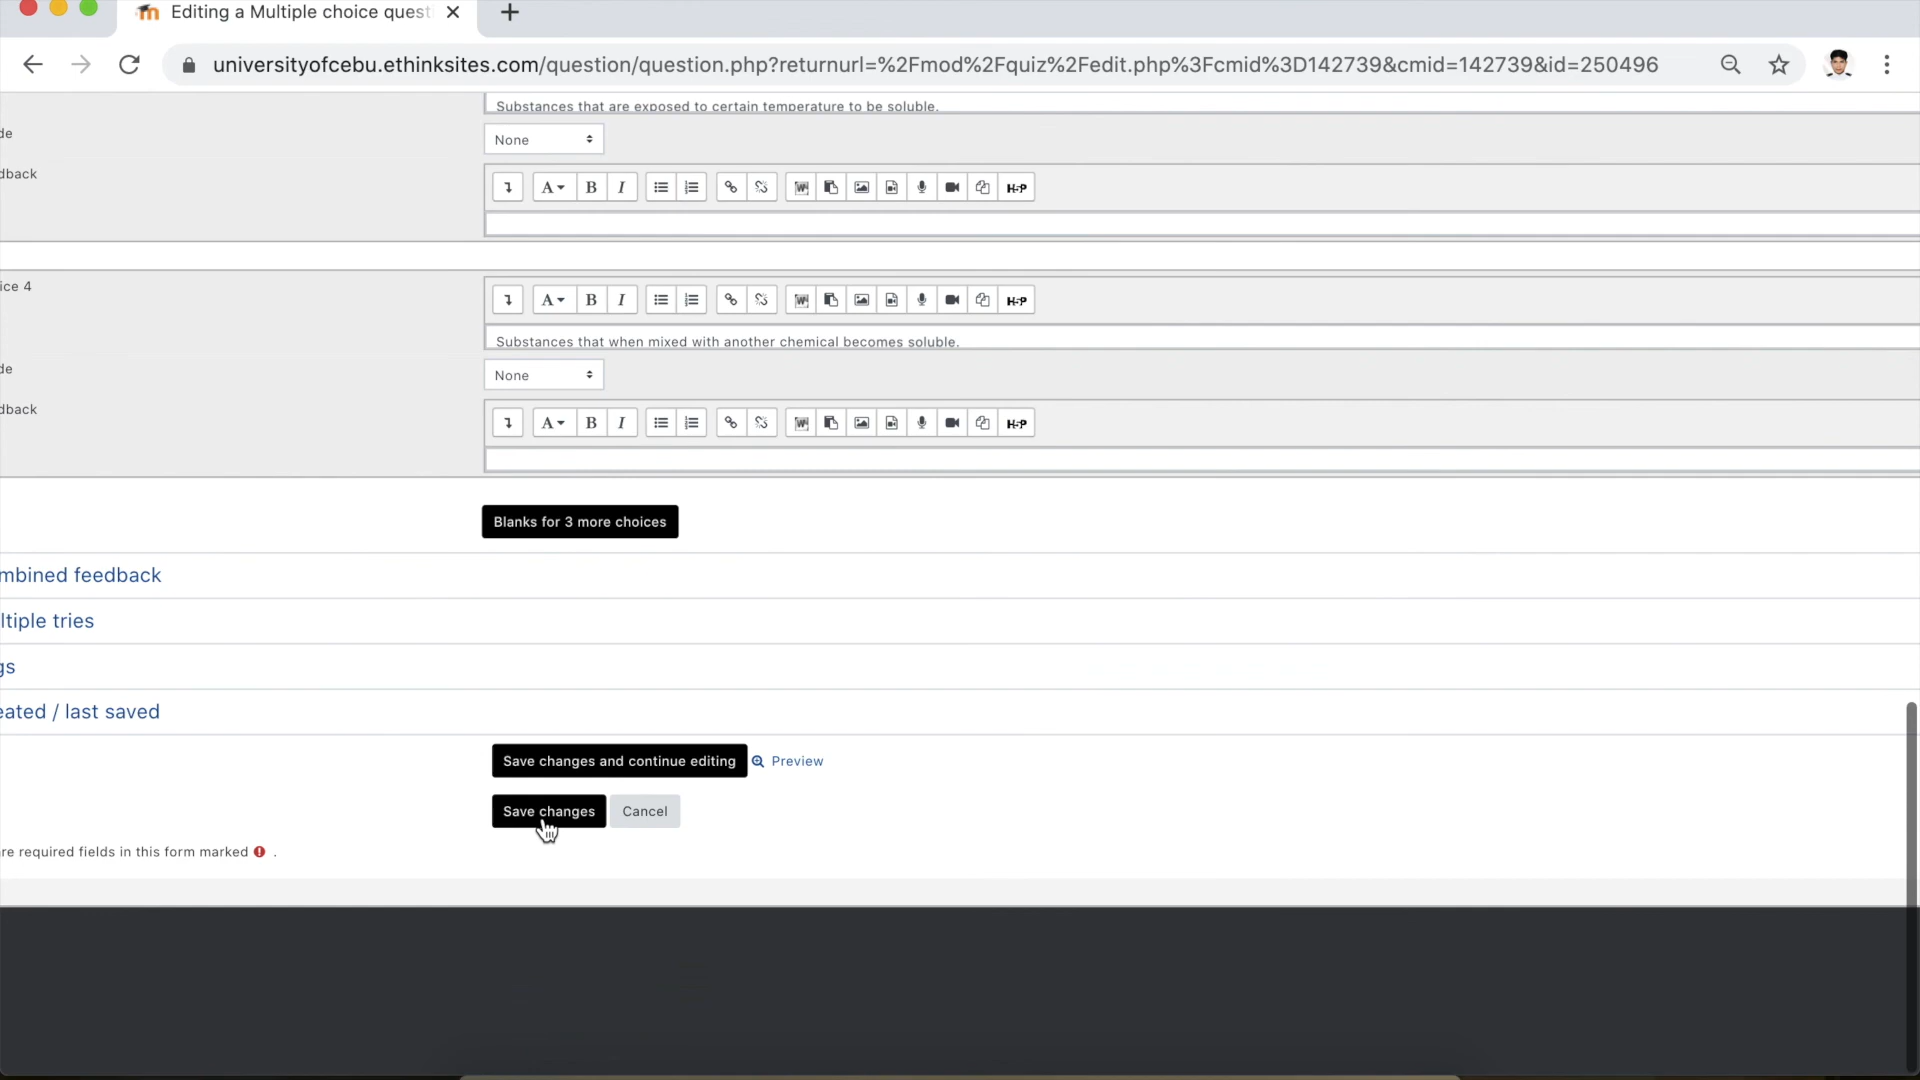 Editing a Multiple choice quest
universityofcebu.ethinksites.com/question/question.php?returnurl=%2Fmod%2Fquiz%2Fedit.php%3Fcmid%3D142739&cmid=142739&id=250496
Substances that are exposed to certain temperature to be soluble.
de
None
dback
A B I H-P
ice 4
A B I H-P
Substances that when mixed with another chemical becomes soluble.
de
None
dback
A B I H-P
Blanks for 3 more choices
mbined feedback
ltiple tries
gs
eated / last saved
Save changes and continue editing Preview
Save changes Cancel
re required fields in this form marked .